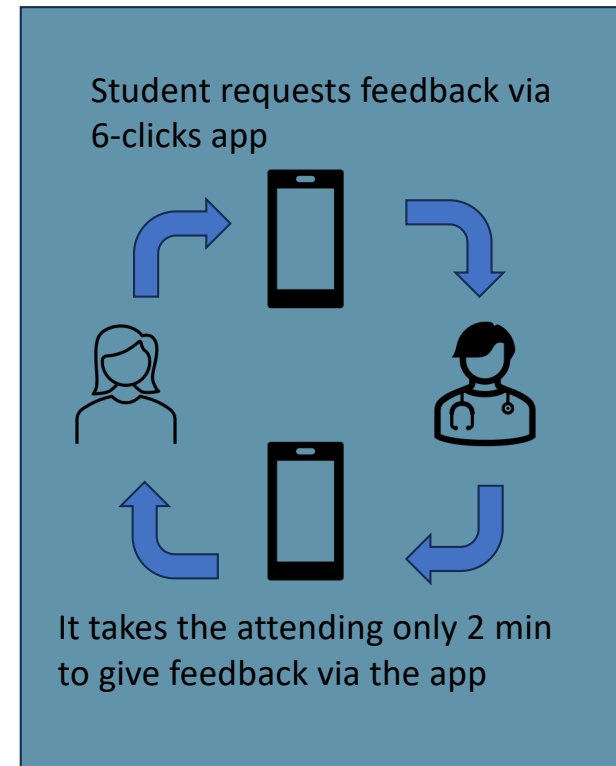 Student requests feedback via
6-clicks app
It takes the attending only 2 min
to give feedback via the app